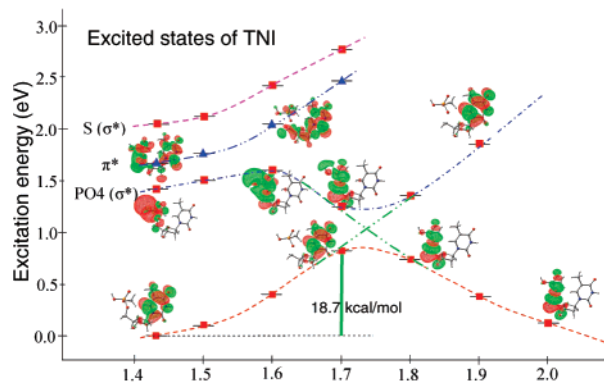 Excited states of TNI
Excitation energy (eV)
3.0
2.5
2.0
1.5
1.0
0.5
0.0
S (σ*)
π*
PO4 (σ*)
18.7 kcal/mol
1.4 1.5 1.6 1.7 1.8 1.9 2.0